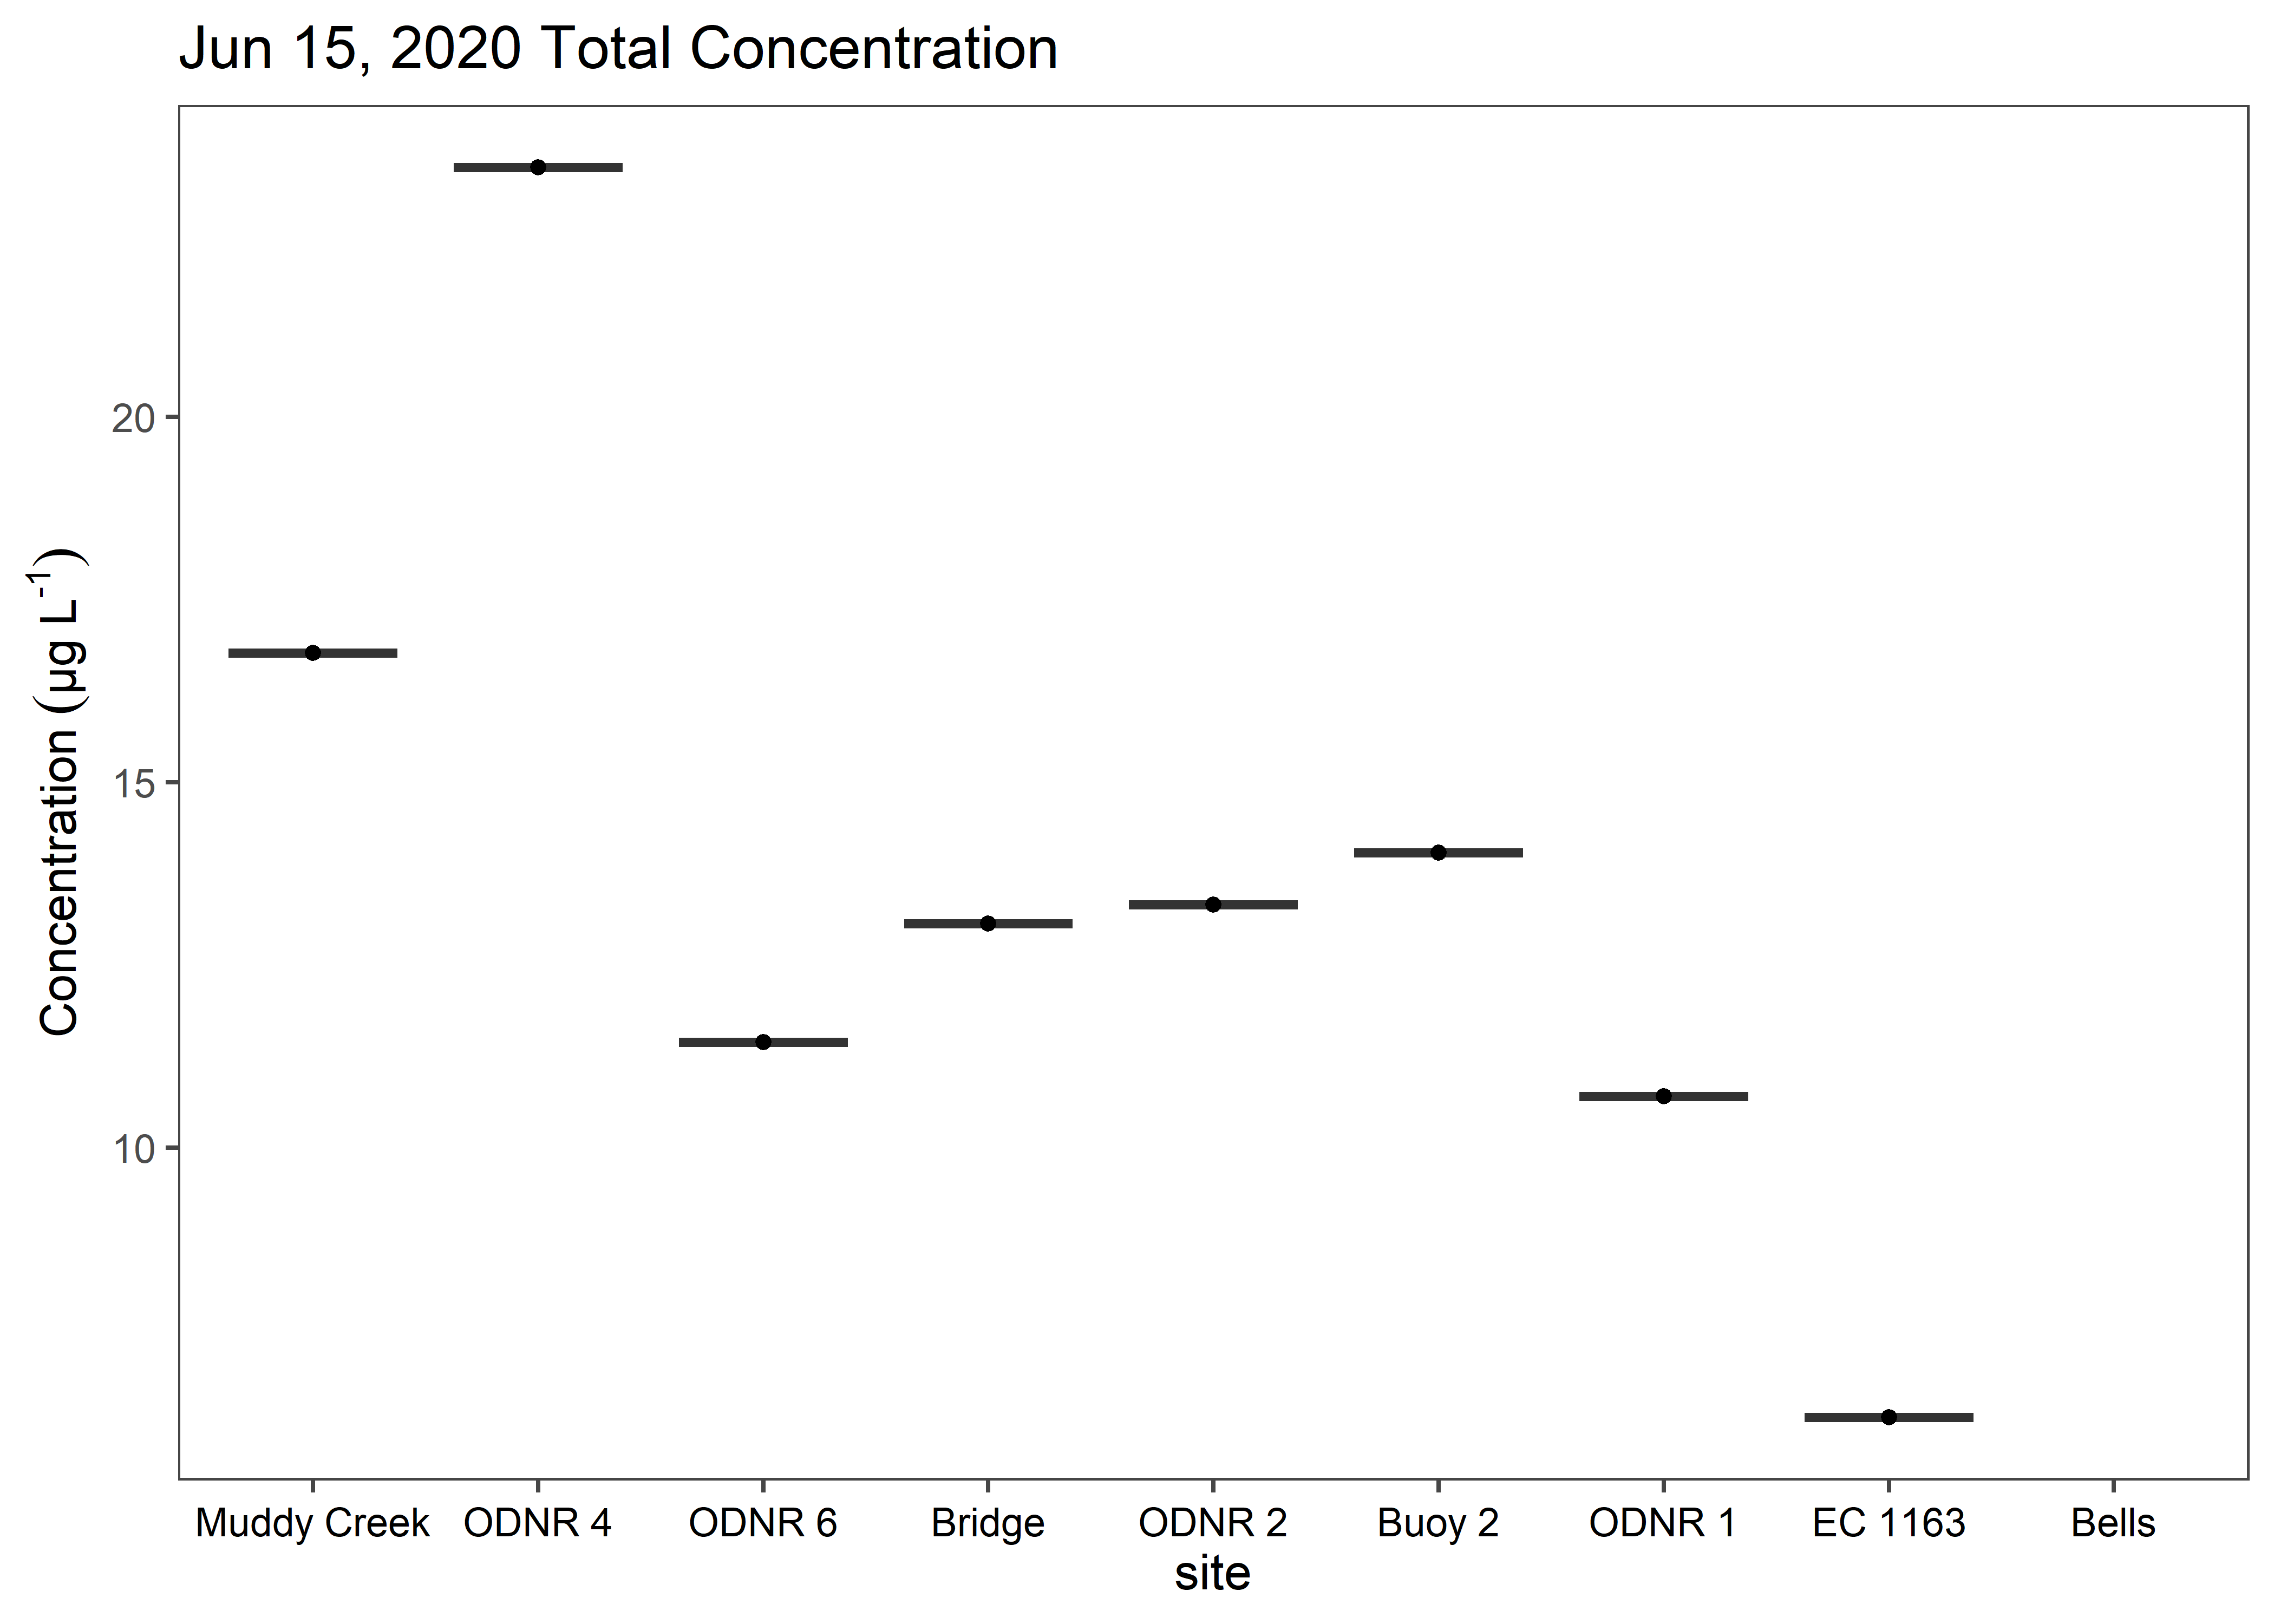 Jun 15, 2020 Total Concentration
Concentration (µg L-1)
20
15
10
Muddy Creek ODNR 4 ODNR 6 Bridge ODNR 2 Buoy 2 ODNR 1 EC 1163 Bells
site